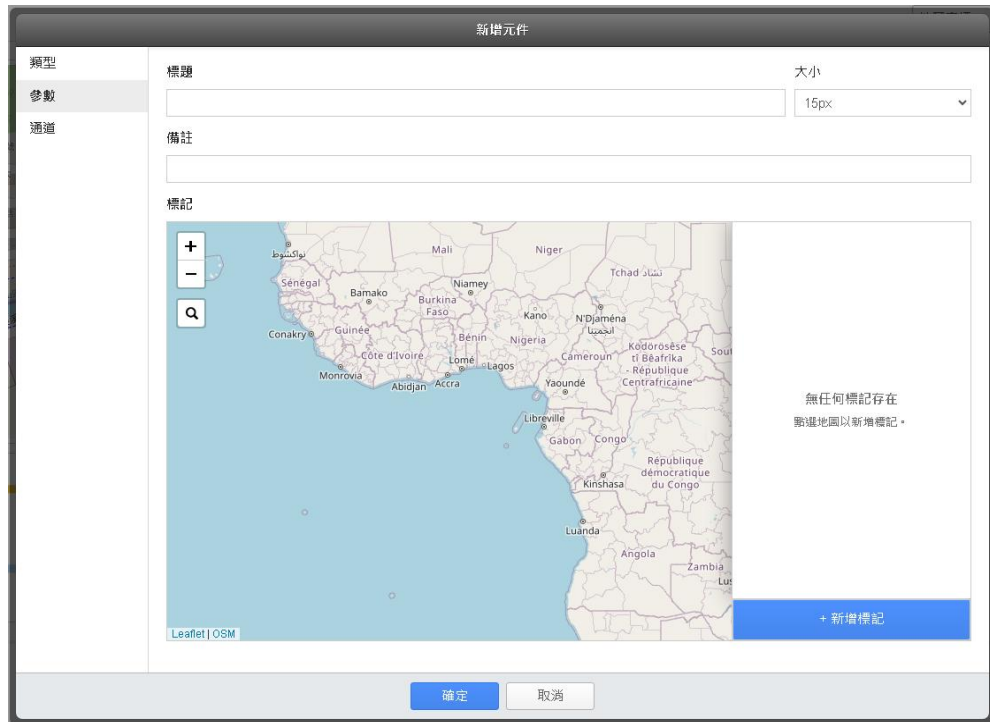 新增元件
類型
參數
通道
標題
大小
15px
備註
標記
+
−
نواكشوط
Mali
Niger
Tchad تشاد
Sénégal
Bamako
Niamey
Burkina
Faso
Kano
N'Djaména
انجمينا
Conakry
Guinée
Bénin
Nigeria
Ködörösêse
tî Bêafrîka
- République
Centrafricaine
Sou
Côte d'Ivoire
Lomé
Lagos
Cameroun
Monrovia
Abidjan
Accra
Yaoundé
Libreville
Gabon
Congo
République
démocratique
du Congo
Kinshasa
Luanda
Angola
Zambia
Lus
Leaflet | OSM
無任何標記存在
點選地圖以新增標記。
+ 新增標記
確定
取消